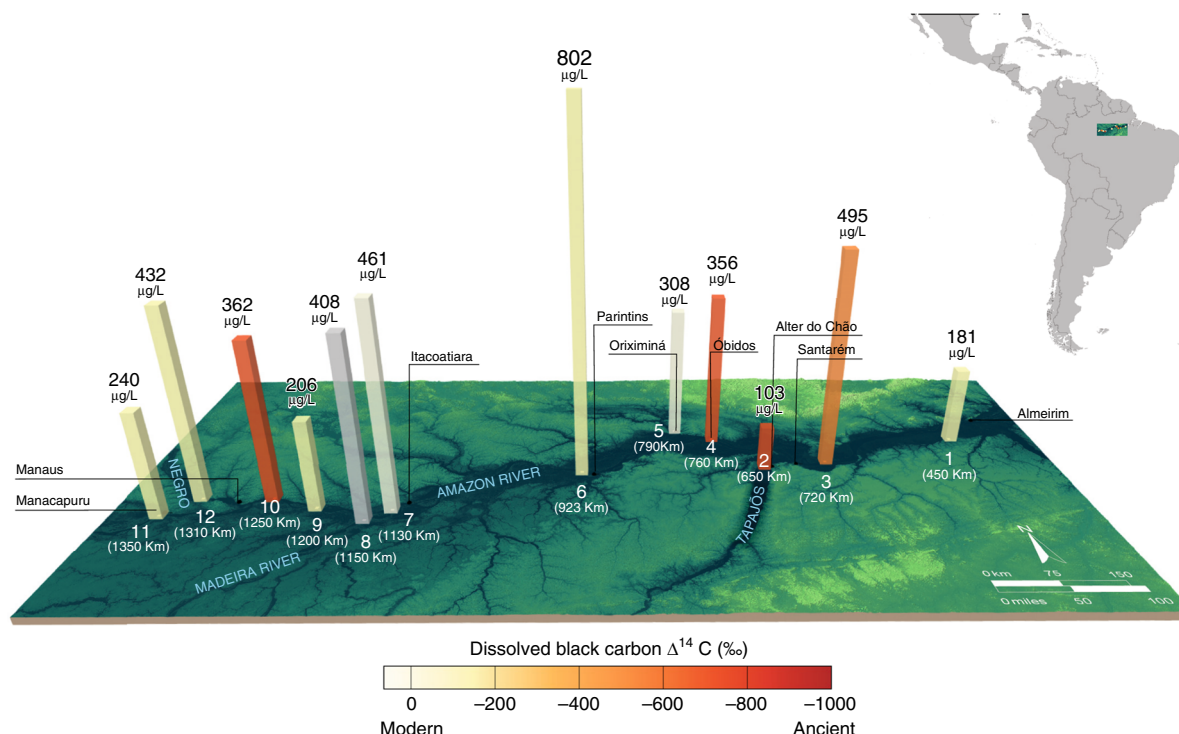 802
μg/L
495
μg/L
461
μg/L
432
μg/L
356
μg/L
308
μg/L
408
μg/L
362
μg/L
Parintins
Oriximiná
Óbidos
Alter do Chão
Santarém
181
μg/L
Itacoatiara
240
μg/L
206
μg/L
103
μg/L
Almeirim
Manaus
Manacapuru
NEGRO
AMAZON RIVER
MADEIRA RIVER
TAPAJÓS
5
(790Km)
4
(760 Km)
2
(650 Km)
3
(720 Km)
1
(450 Km)
6
(923 Km)
11
(1350 Km)
12
(1310 Km)
10
(1250 Km)
9
(1200 Km)
8
(1150 Km)
7
(1130 Km)
N
0 km 75 150
0 miles 50 100
Dissolved black carbon Δ¹⁴ C (‰)
0 −200 −400 −600 −800 −1000
Modern Ancient